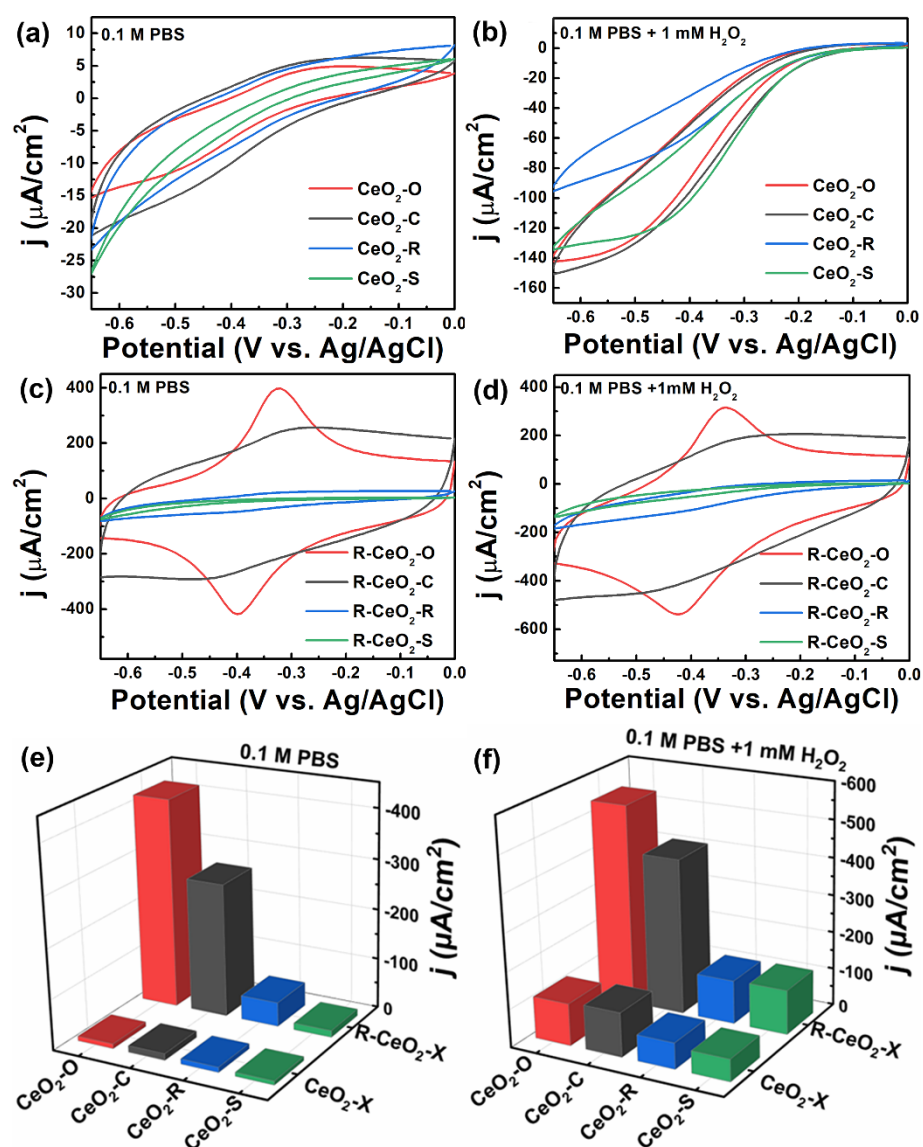 (a) 0.1 M PBS
10
5
0
-5
-10
-15
-20
-25
-30
j (μA/cm²)
CeO₂-O
CeO₂-C
CeO₂-R
CeO₂-S
-0.6 -0.5 -0.4 -0.3 -0.2 -0.1 0.0
Potential (V vs. Ag/AgCl)
(b) 0.1 M PBS + 1 mM H₂O₂
0
-20
-40
-60
-80
-100
-120
-140
-160
j (μA/cm²)
CeO₂-O
CeO₂-C
CeO₂-R
CeO₂-S
-0.6 -0.5 -0.4 -0.3 -0.2 -0.1 0.0
Potential (V vs. Ag/AgCl)
(c) 0.1 M PBS
400
200
0
-200
-400
j (μA/cm²)
R-CeO₂-O
R-CeO₂-C
R-CeO₂-R
R-CeO₂-S
-0.6 -0.5 -0.4 -0.3 -0.2 -0.1 0.0
Potential (V vs. Ag/AgCl)
(d) 0.1 M PBS +1mM H₂O₂
400
200
0
-200
-400
-600
j (μA/cm²)
R-CeO₂-O
R-CeO₂-C
R-CeO₂-R
R-CeO₂-S
-0.6 -0.5 -0.4 -0.3 -0.2 -0.1 0.0
Potential (V vs. Ag/AgCl)
(e) 0.1 M PBS
-400
-300
-200
-100
0
j (μA/cm²)
R-CeO₂-X
CeO₂-X
CeO₂-O
CeO₂-C
CeO₂-R
CeO₂-S
(f) 0.1 M PBS +1 mM H₂O₂
-600
-500
-400
-300
-200
-100
0
j (μA/cm²)
R-CeO₂-X
CeO₂-X
CeO₂-O
CeO₂-C
CeO₂-R
CeO₂-S